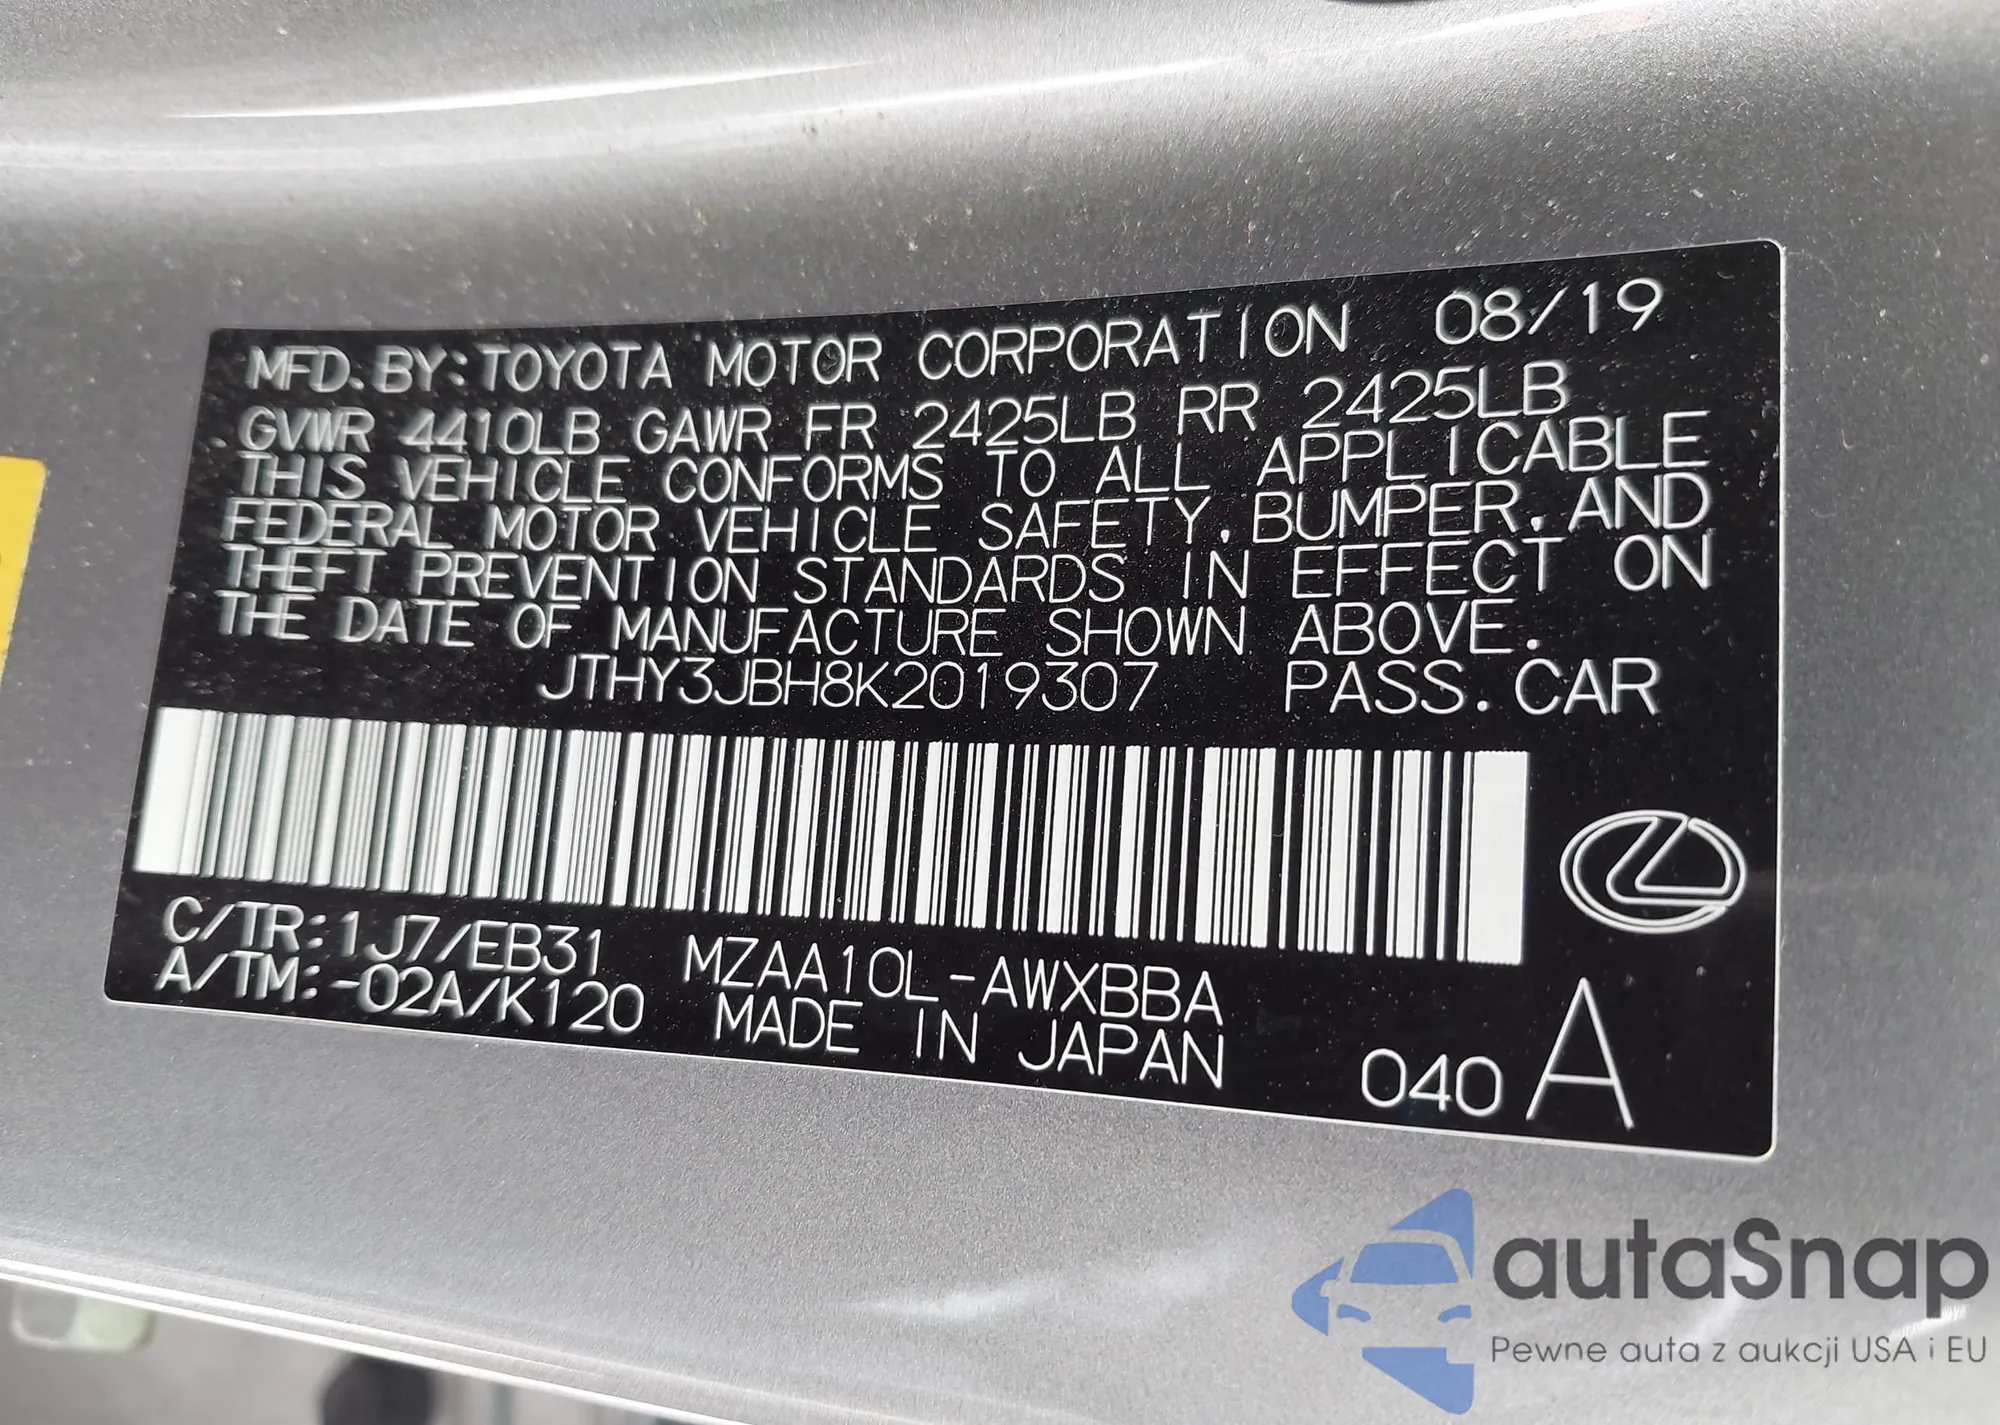 MFD. BY: TOYOTA MOTOR CORPORATION 08/19
GVWR 4410LB GAWR FR 2425LB RR 2425LB
THIS VEHICLE CONFORMS TO ALL APPLICABLE
FEDERAL MOTOR VEHICLE SAFETY, BUMPER, AND
THEFT PREVENTION STANDARDS IN EFFECT ON
THE DATE OF MANUFACTURE SHOWN ABOVE.
JTHY3JBH8K2019307 PASS. CAR
C/TR: 1J7/EB31 MZAA10L-AWXBBA
A/TM: -02A/K120 MADE IN JAPAN 040 A
autaSnap
Pewne auta z aukcji USA i EU